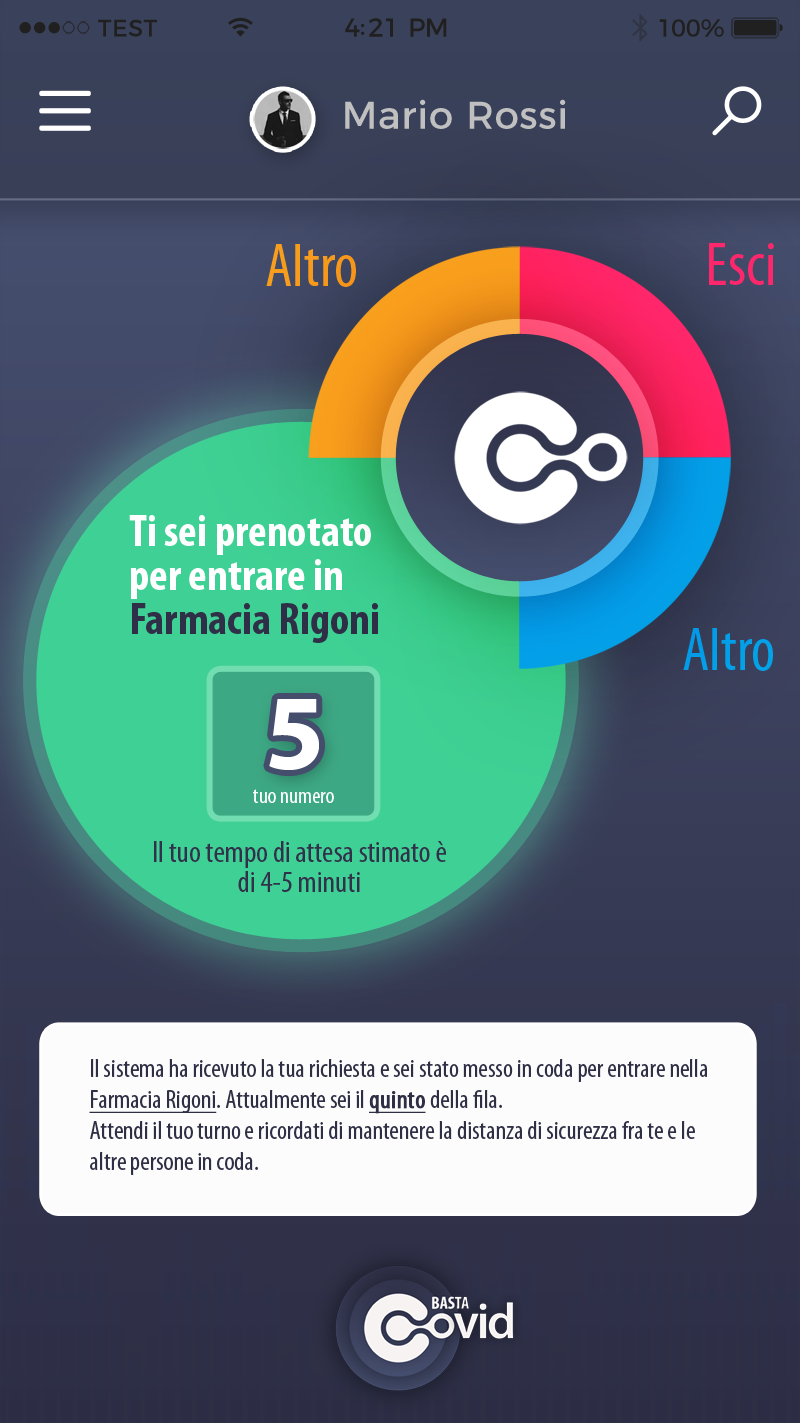 TEST 4:21 PM 100%
Mario Rossi
Altro
Esci
Ti sei prenotato
per entrare in
Farmacia Rigoni
Altro
5
tuo numero
Il tuo tempo di attesa stimato è
di 4-5 minuti
Il sistema ha ricevuto la tua richiesta e sei stato messo in coda per entrare nella
Farmacia Rigoni. Attualmente sei il quinto della fila.
Attendi il tuo turno e ricordati di mantenere la distanza di sicurezza fra te e le
altre persone in coda.
BASTA
Covid